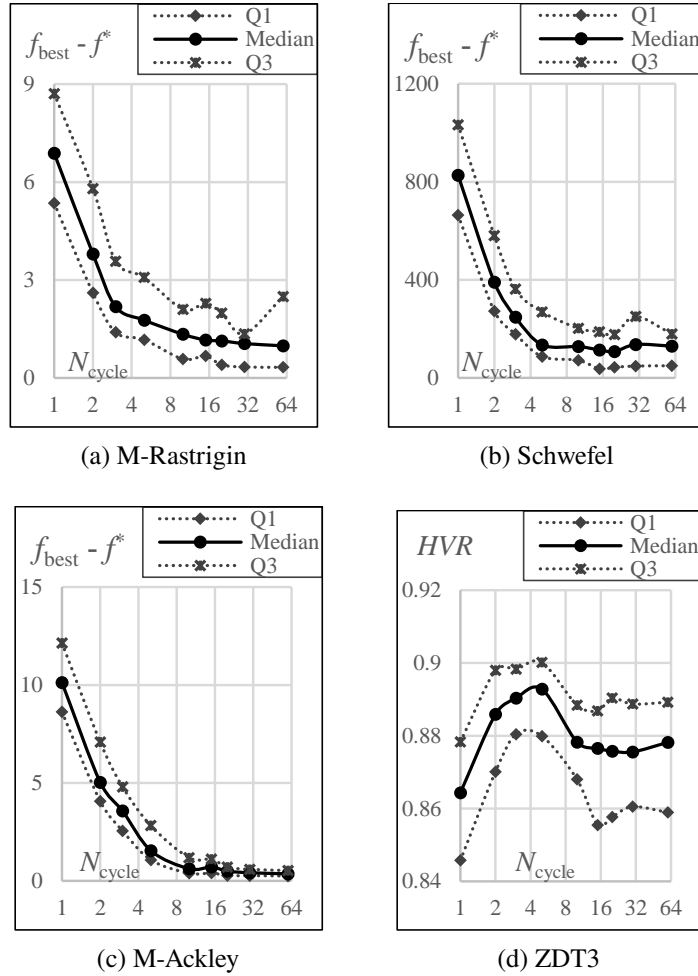 f_best - f*
Q1
Median
Q3
9
6
3
0
N_cycle
1 2 4 8 16 32 64
(a) M-Rastrigin
f_best - f*
Q1
Median
Q3
1200
800
400
0
N_cycle
1 2 4 8 16 32 64
(b) Schwefel
f_best - f*
Q1
Median
Q3
15
10
5
0
N_cycle
1 2 4 8 16 32 64
(c) M-Ackley
HVR
Q1
Median
Q3
0.92
0.9
0.88
0.86
0.84
N_cycle
1 2 4 8 16 32 64
(d) ZDT3